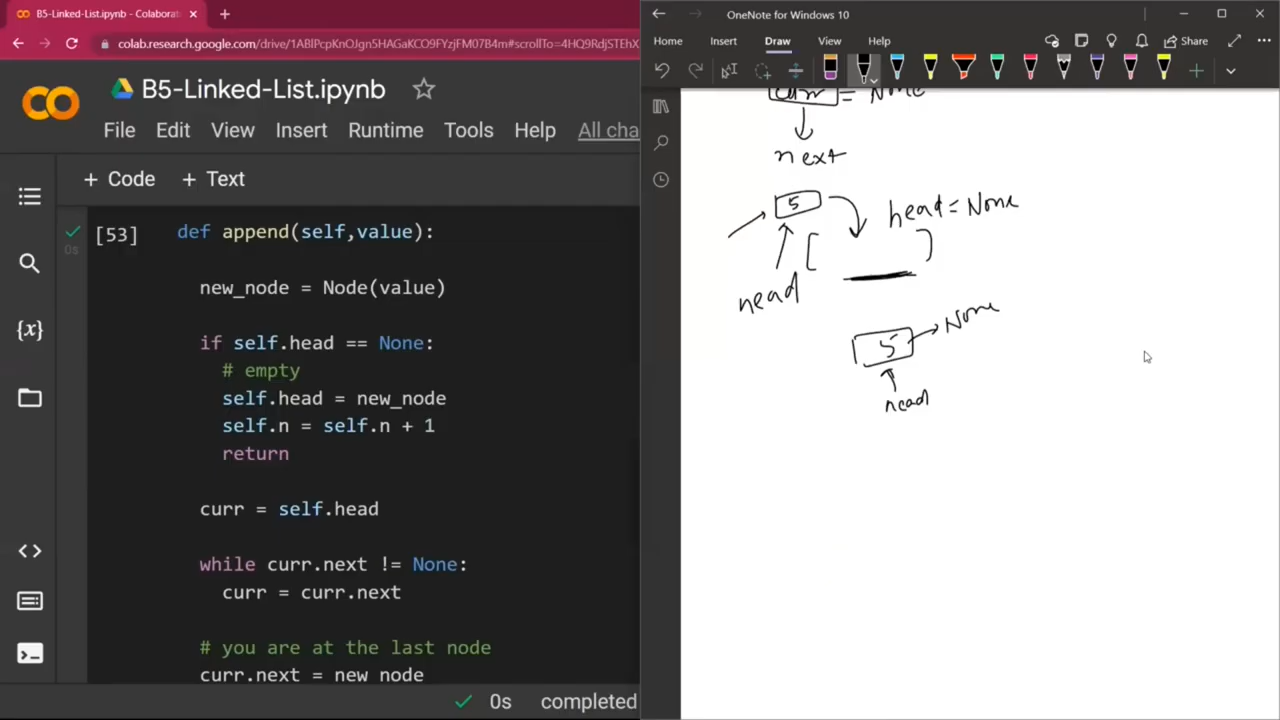 B5-Linked-List.ipynb - Colaborat
colab.research.google.com/drive/1ABlPcpKnOJgn5HAGaKCO9FYzjFM07B4m#scrollTo=4HQ9RdjSTEhX
B5-Linked-List.ipynb
File Edit View Insert Runtime Tools Help All cha
+ Code + Text
[53]
def append(self,value):
new_node = Node(value)
if self.head == None:
# empty
self.head = new_node
self.n = self.n + 1
return
curr = self.head
while curr.next != None:
curr = curr.next
# you are at the last node
curr.next = new_node
0s completed
OneNote for Windows 10
Home Insert Draw View Help
Share
curr = None
next
5 head = None
head
5 None
head